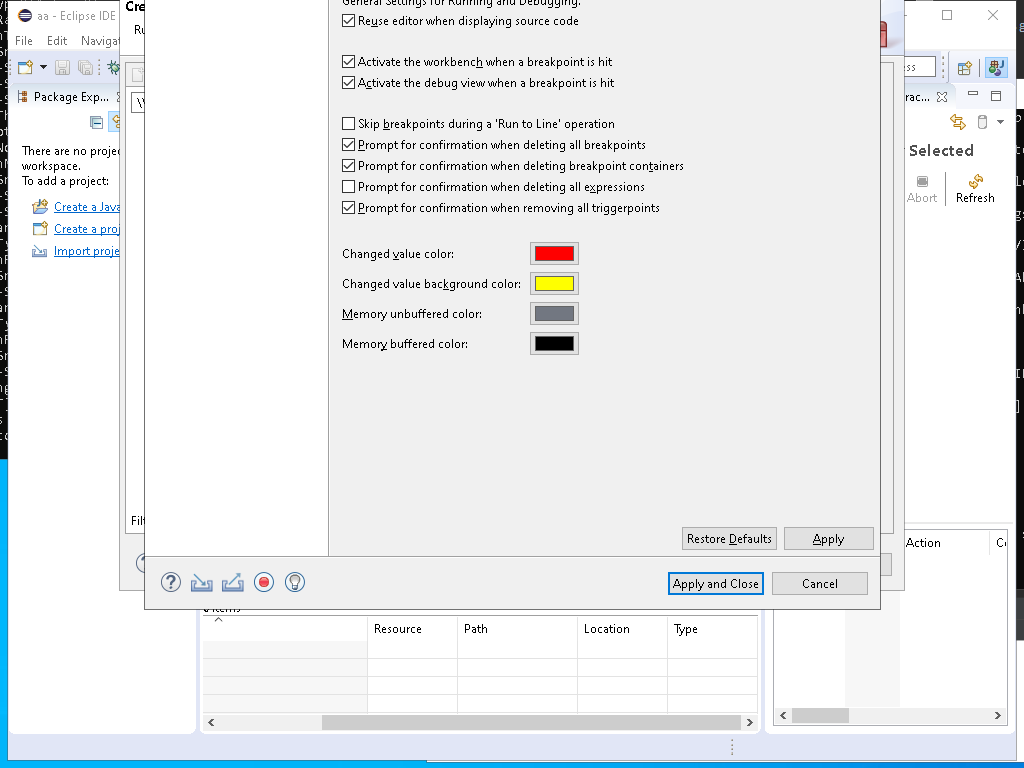 aa - Eclipse IDE
Cre
General Settings for Running and Debugging.
Ru
Reuse editor when displaying source code
File Edit Navigat
Activate the workbench when a breakpoint is hit
ss
Activate the debug view when a breakpoint is hit
Package Exp...
rac...
Skip breakpoints during a 'Run to Line' operation
Prompt for confirmation when deleting all breakpoints
There are no projec
workspace.
To add a project:
Selected
Prompt for confirmation when deleting breakpoint containers
Prompt for confirmation when deleting all expressions
Abort Refresh
Create a Java
Prompt for confirmation when removing all triggerpoints
Create a proj
Import proje
Changed value color:
Changed value background color:
Memory unbuffered color:
Memory buffered color:
Filt
Restore Defaults Apply
Action
Apply and Close Cancel
Resource Path Location Type